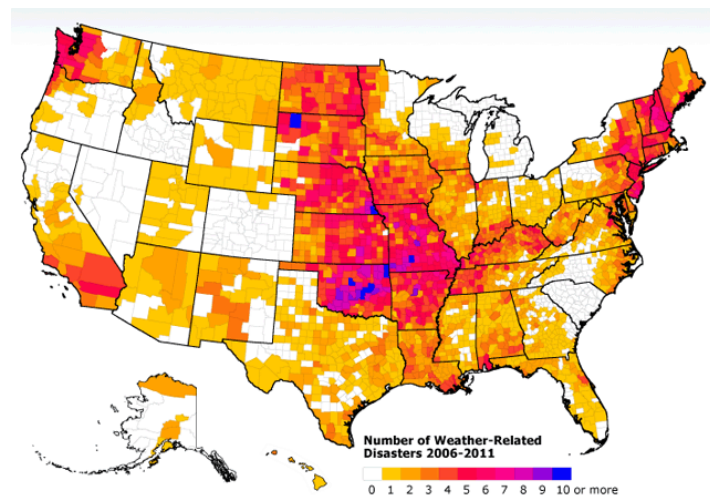 Number of Weather-Related
Disasters 2006-2011
0 1 2 3 4 5 6 7 8 9 10 or more